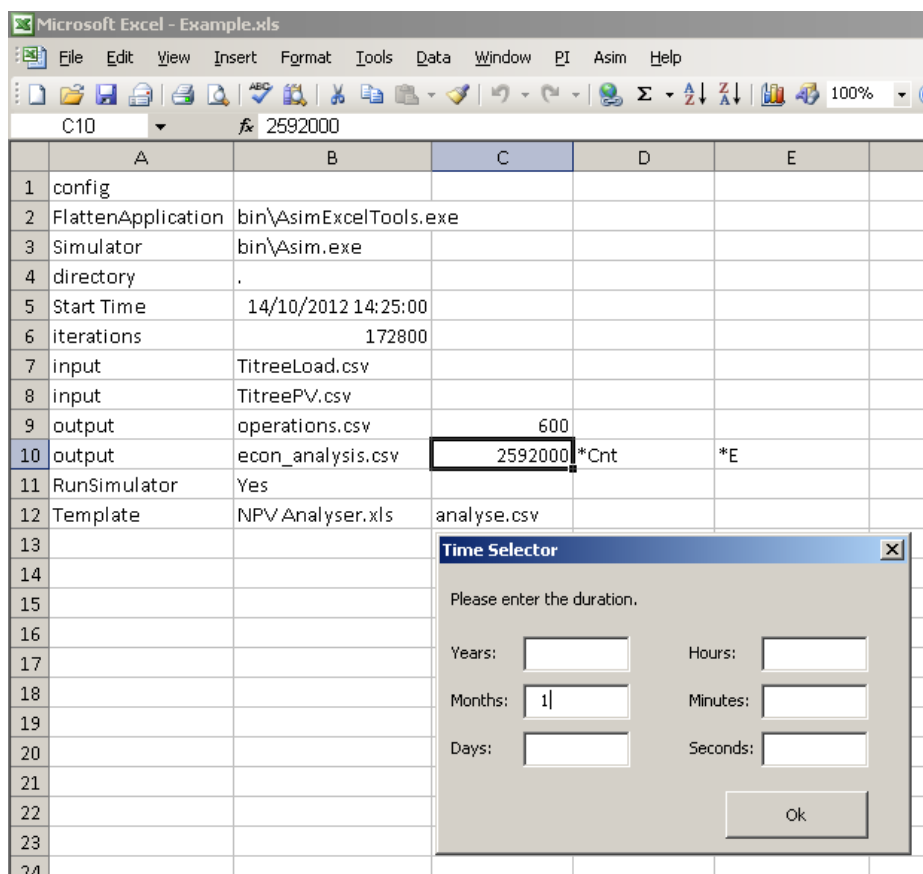 Microsoft Excel - Example.xls
File Edit View Insert Format Tools Data Window PI Asim Help
ABC Σ A Z Z A 100%
C10 fx 2592000
A B C D E
1 config
2 FlattenApplication bin\AsimExcelTools.exe
3 Simulator bin\Asim.exe
4 directory .
5 Start Time 14/10/2012 14:25:00
6 iterations 172800
7 input TitreeLoad.csv
8 input TitreePV.csv
9 output operations.csv 600
10 output econ_analysis.csv 2592000 *Cnt *E
11 RunSimulator Yes
12 Template NPV Analyser.xls analyse.csv
13
14
15
16
17
18
19
20
21
22
23
24
Time Selector
Please enter the duration.
Years: Hours:
Months: 1 Minutes:
Days: Seconds:
Ok